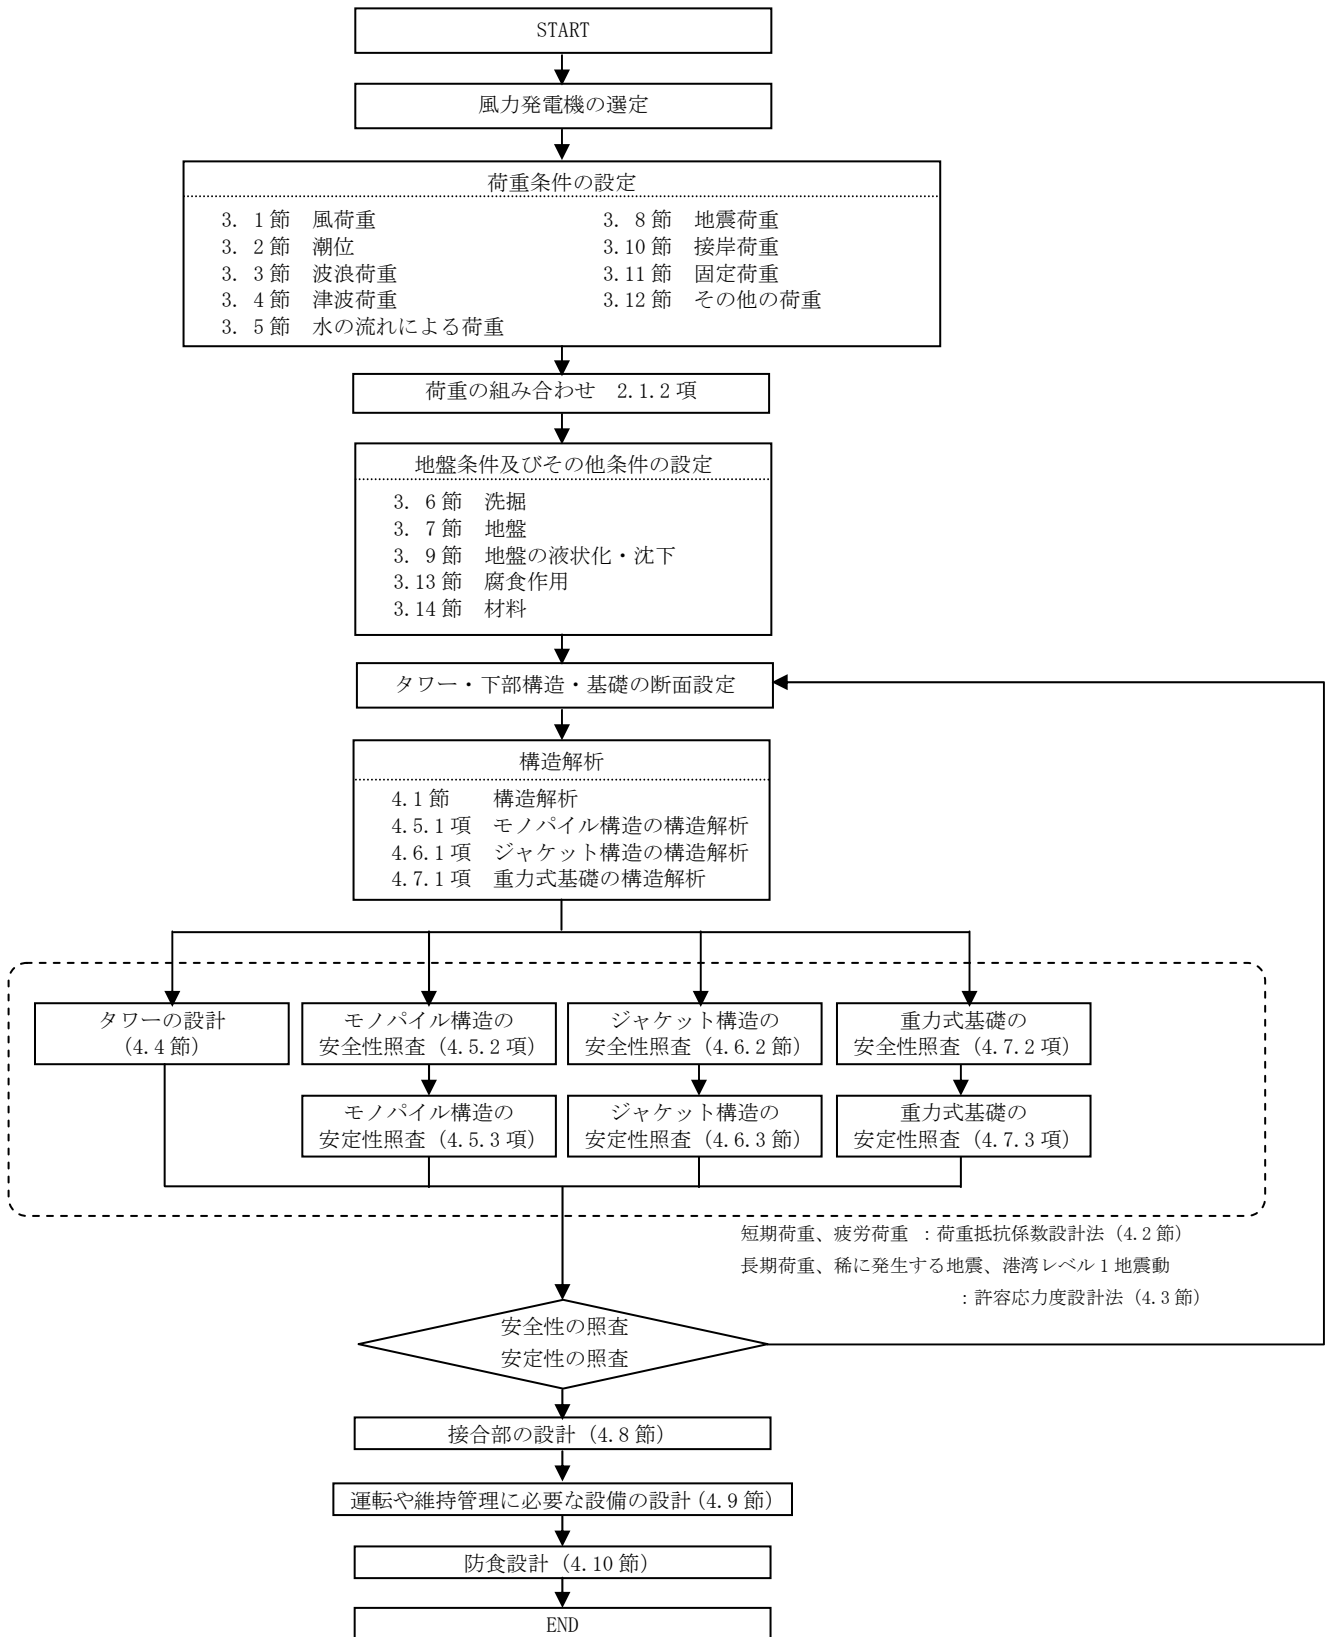 START
風力発電機の選定
荷重条件の設定
3. 1節 風荷重
3. 2節 潮位
3. 3節 波浪荷重
3. 4節 津波荷重
3. 5節 水の流れによる荷重
3. 8節 地震荷重
3.10節 接岸荷重
3.11節 固定荷重
3.12節 その他の荷重
荷重の組み合わせ 2.1.2項
地盤条件及びその他条件の設定
3. 6節 洗掘
3. 7節 地盤
3. 9節 地盤の液状化・沈下
3.13節 腐食作用
3.14節 材料
タワー・下部構造・基礎の断面設定
構造解析
4.1節 構造解析
4.5.1項 モノパイル構造の構造解析
4.6.1項 ジャケット構造の構造解析
4.7.1項 重力式基礎の構造解析
タワーの設計
(4.4節)
モノパイル構造の
安全性照査(4.5.2項)
ジャケット構造の
安全性照査(4.6.2節)
重力式基礎の
安全性照査(4.7.2項)
モノパイル構造の
安定性照査(4.5.3項)
ジャケット構造の
安定性照査(4.6.3節)
重力式基礎の
安定性照査(4.7.3項)
短期荷重、疲労荷重 :荷重抵抗係数設計法(4.2節)
長期荷重、稀に発生する地震、港湾レベル1地震動
:許容応力度設計法(4.3節)
安全性の照査
安定性の照査
接合部の設計(4.8節)
運転や維持管理に必要な設備の設計(4.9節)
防食設計(4.10節)
END